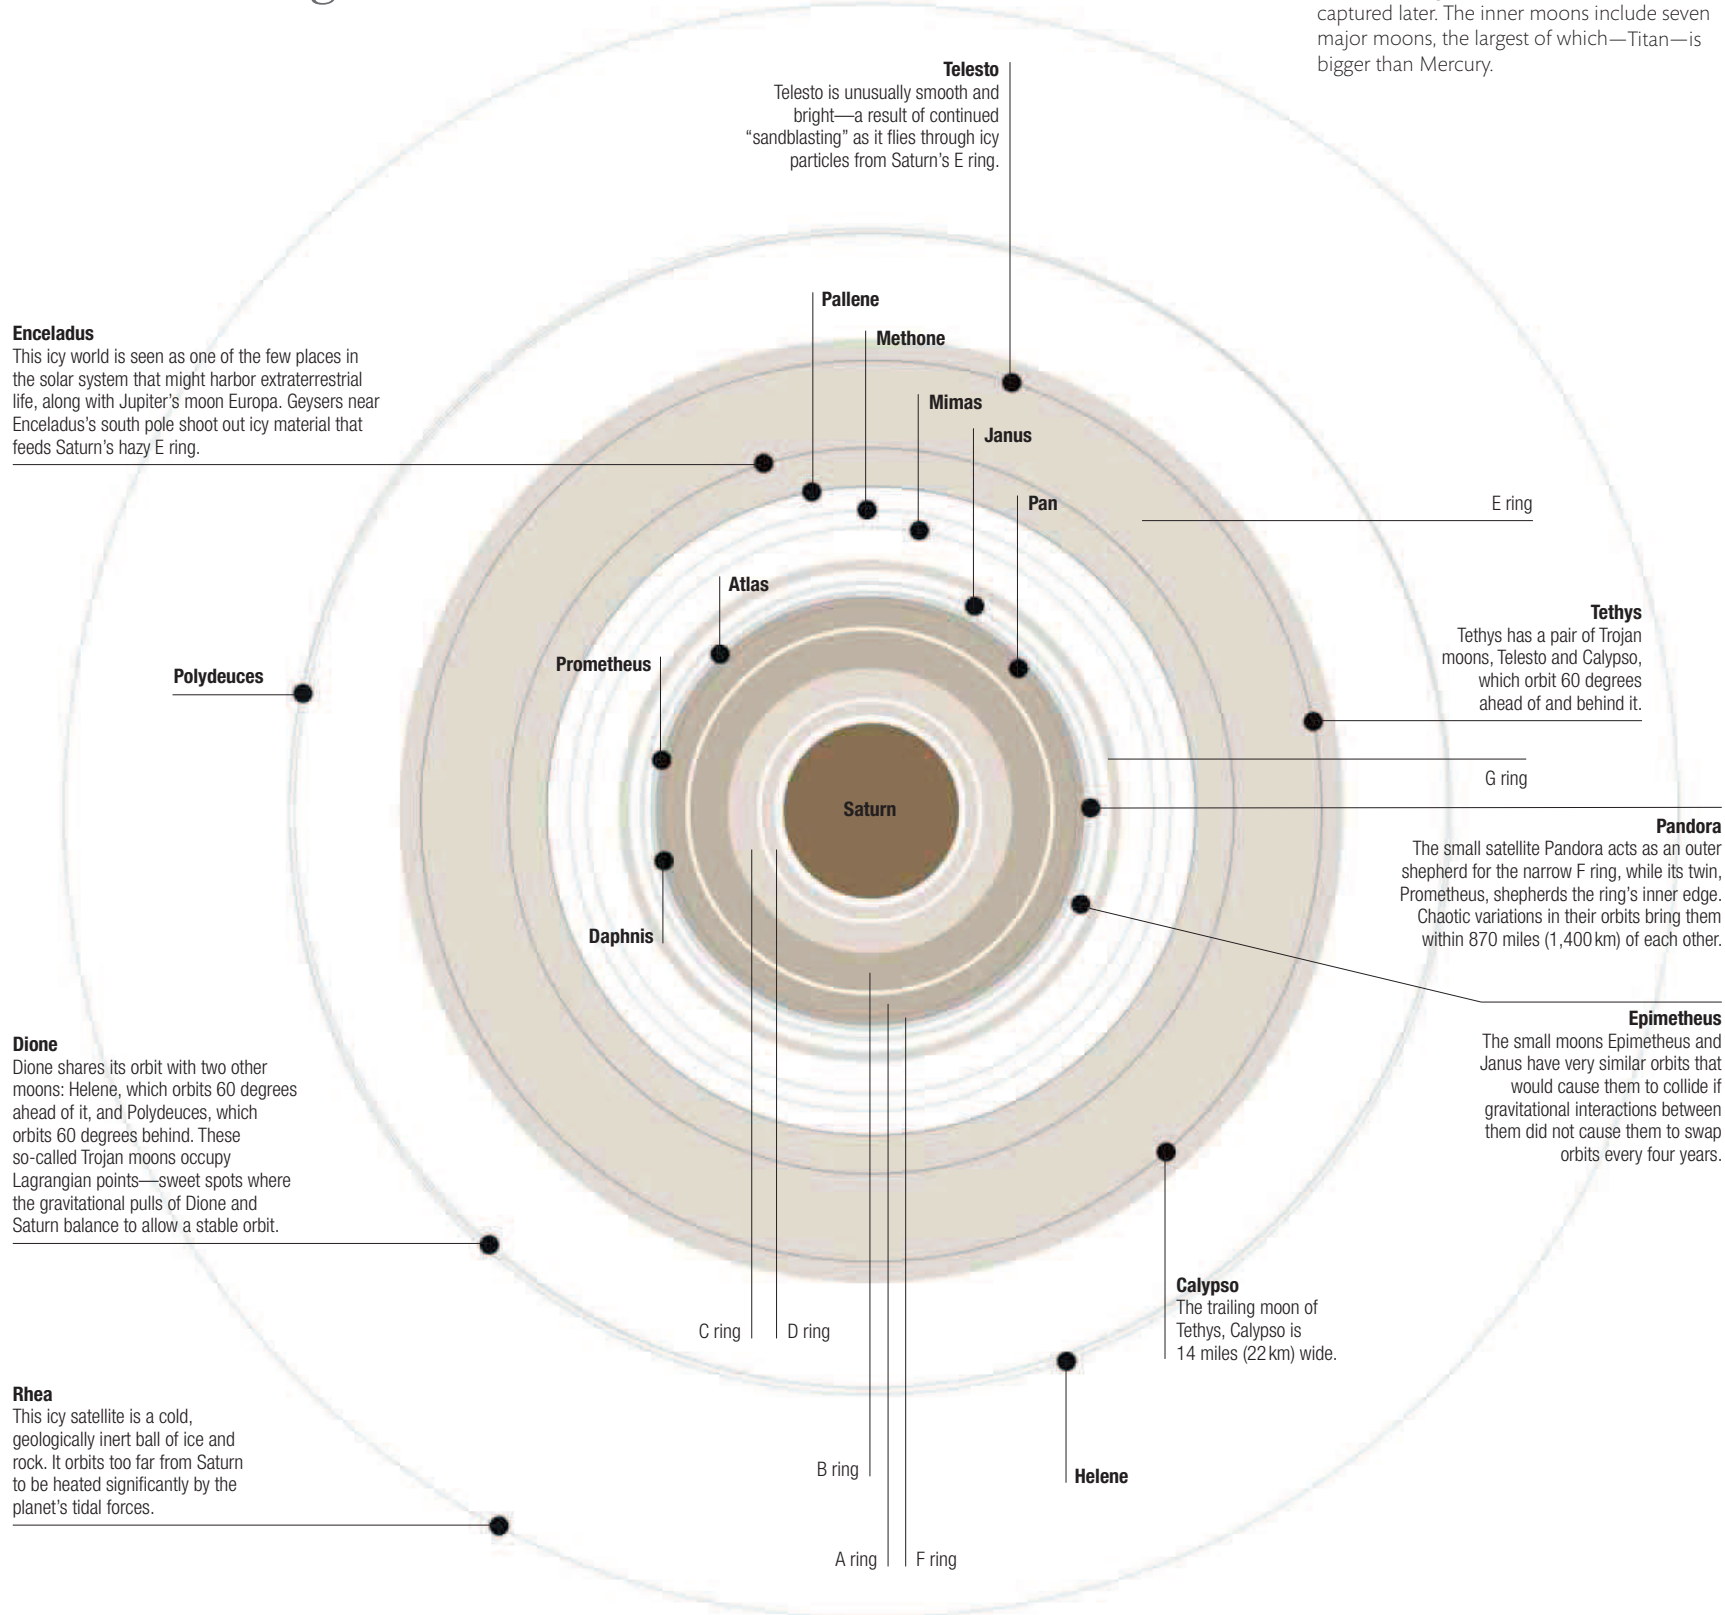 captured later. The inner moons include seven
major moons, the largest of which—Titan—is
bigger than Mercury.
Telesto
Telesto is unusually smooth and
bright—a result of continued
“sandblasting” as it flies through icy
particles from Saturn’s E ring.
Pallene
Methone
Mimas
Janus
Pan
Enceladus
This icy world is seen as one of the few places in
the solar system that might harbor extraterrestrial
life, along with Jupiter’s moon Europa. Geysers near
Enceladus’s south pole shoot out icy material that
feeds Saturn’s hazy E ring.
E ring
Atlas
Prometheus
Polydeuces
Tethys
Tethys has a pair of Trojan
moons, Telesto and Calypso,
which orbit 60 degrees
ahead of and behind it.
G ring
Saturn
Pandora
The small satellite Pandora acts as an outer
shepherd for the narrow F ring, while its twin,
Prometheus, shepherds the ring’s inner edge.
Chaotic variations in their orbits bring them
within 870 miles (1,400 km) of each other.
Daphnis
Epimetheus
The small moons Epimetheus and
Janus have very similar orbits that
would cause them to collide if
gravitational interactions between
them did not cause them to swap
orbits every four years.
Dione
Dione shares its orbit with two other
moons: Helene, which orbits 60 degrees
ahead of it, and Polydeuces, which
orbits 60 degrees behind. These
so-called Trojan moons occupy
Lagrangian points—sweet spots where
the gravitational pulls of Dione and
Saturn balance to allow a stable orbit.
Calypso
The trailing moon of
Tethys, Calypso is
14 miles (22 km) wide.
C ring
D ring
Rhea
This icy satellite is a cold,
geologically inert ball of ice and
rock. It orbits too far from Saturn
to be heated significantly by the
planet’s tidal forces.
B ring
Helene
A ring
F ring